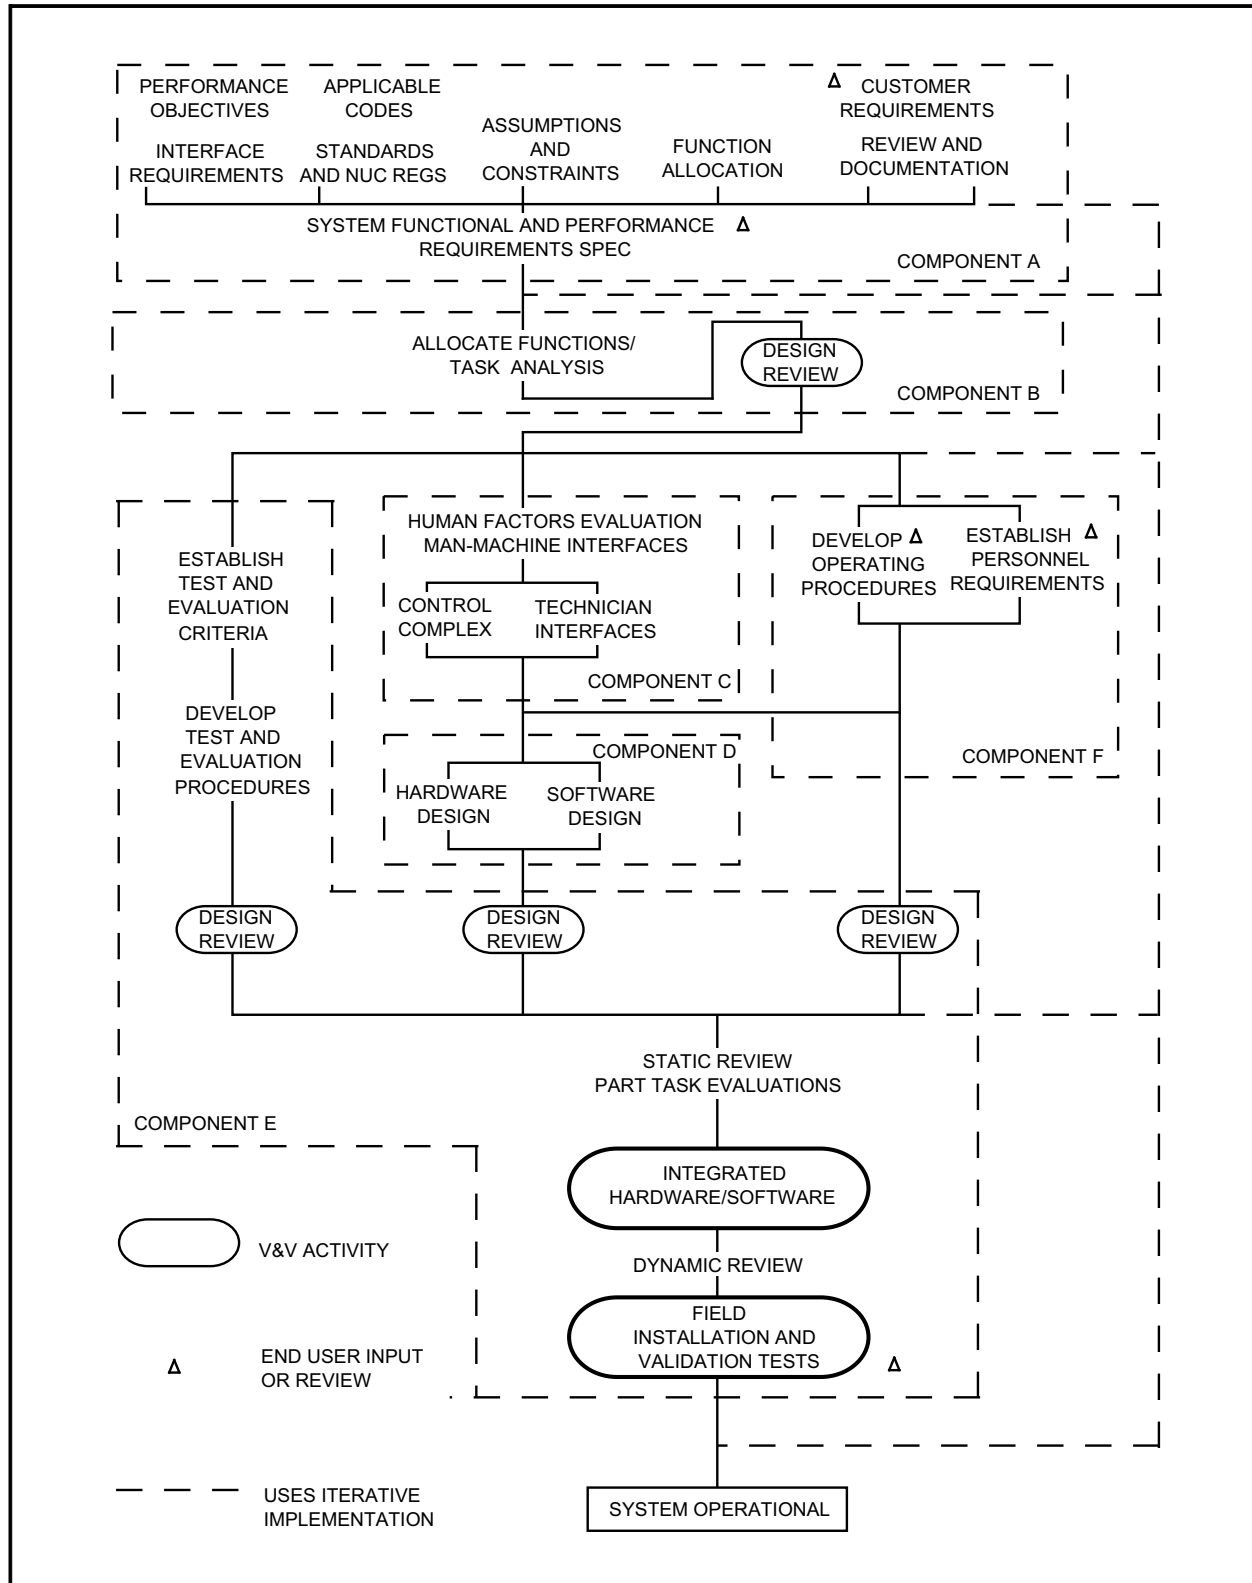 PERFORMANCE
OBJECTIVES
APPLICABLE
CODES
Δ CUSTOMER
REQUIREMENTS
INTERFACE
REQUIREMENTS
STANDARDS
AND NUC REGS
ASSUMPTIONS
AND
CONSTRAINTS
FUNCTION
ALLOCATION
REVIEW AND
DOCUMENTATION
SYSTEM FUNCTIONAL AND PERFORMANCE Δ
REQUIREMENTS SPEC
COMPONENT A
ALLOCATE FUNCTIONS/
TASK ANALYSIS
DESIGN
REVIEW
COMPONENT B
ESTABLISH
TEST AND
EVALUATION
CRITERIA
DEVELOP
TEST AND
EVALUATION
PROCEDURES
HUMAN FACTORS EVALUATION
MAN-MACHINE INTERFACES
CONTROL
COMPLEX
TECHNICIAN
INTERFACES
COMPONENT C
DEVELOP Δ
OPERATING
PROCEDURES
ESTABLISH Δ
PERSONNEL
REQUIREMENTS
COMPONENT D
HARDWARE
DESIGN
SOFTWARE
DESIGN
COMPONENT F
DESIGN
REVIEW
DESIGN
REVIEW
DESIGN
REVIEW
STATIC REVIEW
PART TASK EVALUATIONS
COMPONENT E
INTEGRATED
HARDWARE/SOFTWARE
DYNAMIC REVIEW
FIELD
INSTALLATION AND
VALIDATION TESTS
Δ
V&V ACTIVITY
Δ END USER INPUT
OR REVIEW
USES ITERATIVE
IMPLEMENTATION
SYSTEM OPERATIONAL